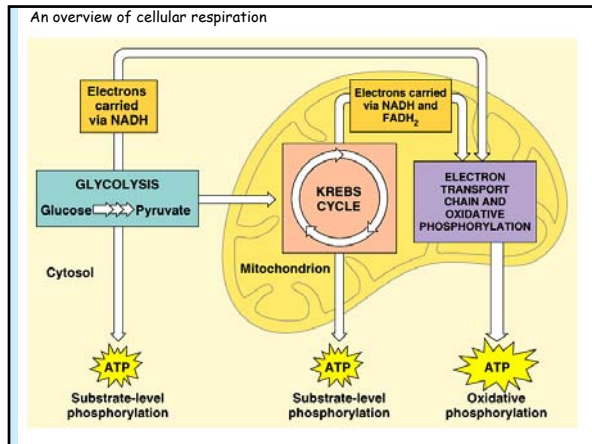 An overview of cellular respiration
Electrons
carried
via NADH
Electrons carried
via NADH and
FADH₂
GLYCOLYSIS
Glucose Pyruvate
KREBS
CYCLE
ELECTRON
TRANSPORT
CHAIN AND
OXIDATIVE
PHOSPHORYLATION
Cytosol
Mitochondrion
ATP
ATP
ATP
Substrate-level
phosphorylation
Substrate-level
phosphorylation
Oxidative
phosphorylation